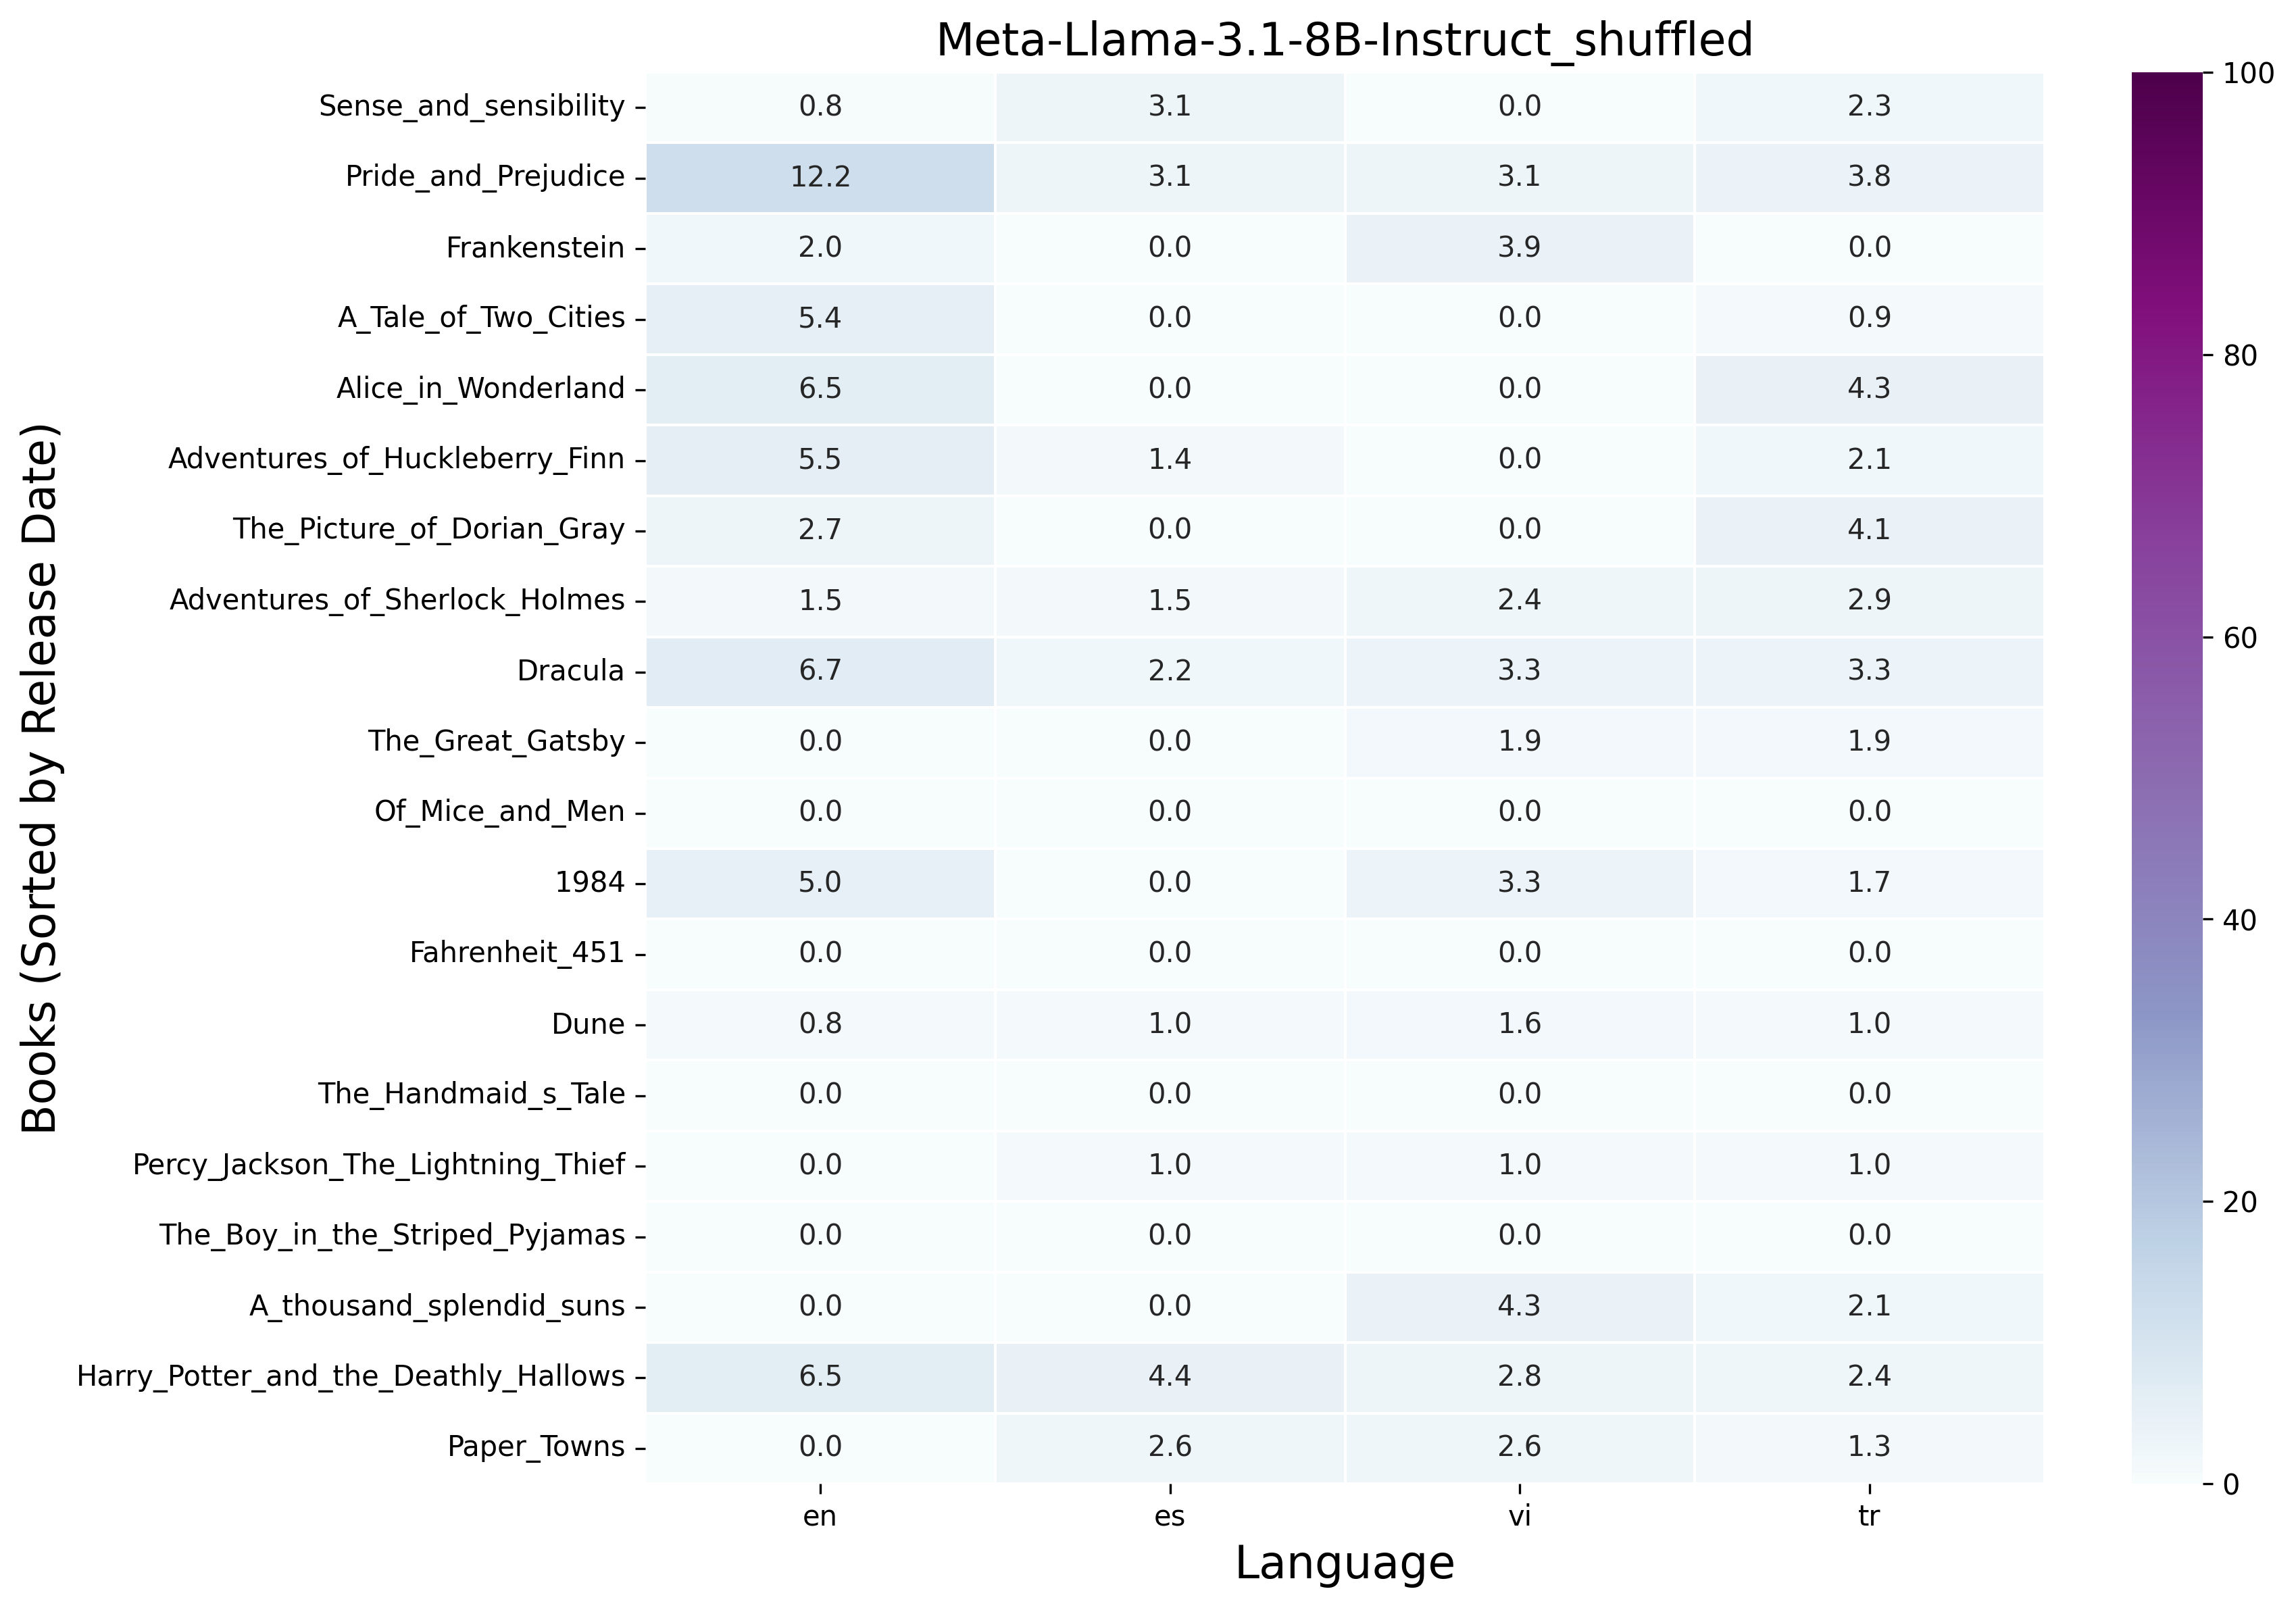 Meta-Llama-3.1-8B-Instruct_shuffled
Books (Sorted by Release Date)
Sense_and_sensibility 0.8 3.1 0.0 2.3
Pride_and_Prejudice 12.2 3.1 3.1 3.8
Frankenstein 2.0 0.0 3.9 0.0
A_Tale_of_Two_Cities 5.4 0.0 0.0 0.9
Alice_in_Wonderland 6.5 0.0 0.0 4.3
Adventures_of_Huckleberry_Finn 5.5 1.4 0.0 2.1
The_Picture_of_Dorian_Gray 2.7 0.0 0.0 4.1
Adventures_of_Sherlock_Holmes 1.5 1.5 2.4 2.9
Dracula 6.7 2.2 3.3 3.3
The_Great_Gatsby 0.0 0.0 1.9 1.9
Of_Mice_and_Men 0.0 0.0 0.0 0.0
1984 5.0 0.0 3.3 1.7
Fahrenheit_451 0.0 0.0 0.0 0.0
Dune 0.8 1.0 1.6 1.0
The_Handmaid_s_Tale 0.0 0.0 0.0 0.0
Percy_Jackson_The_Lightning_Thief 0.0 1.0 1.0 1.0
The_Boy_in_the_Striped_Pyjamas 0.0 0.0 0.0 0.0
A_thousand_splendid_suns 0.0 0.0 4.3 2.1
Harry_Potter_and_the_Deathly_Hallows 6.5 4.4 2.8 2.4
Paper_Towns 0.0 2.6 2.6 1.3
en es vi tr
Language
100
80
60
40
20
0